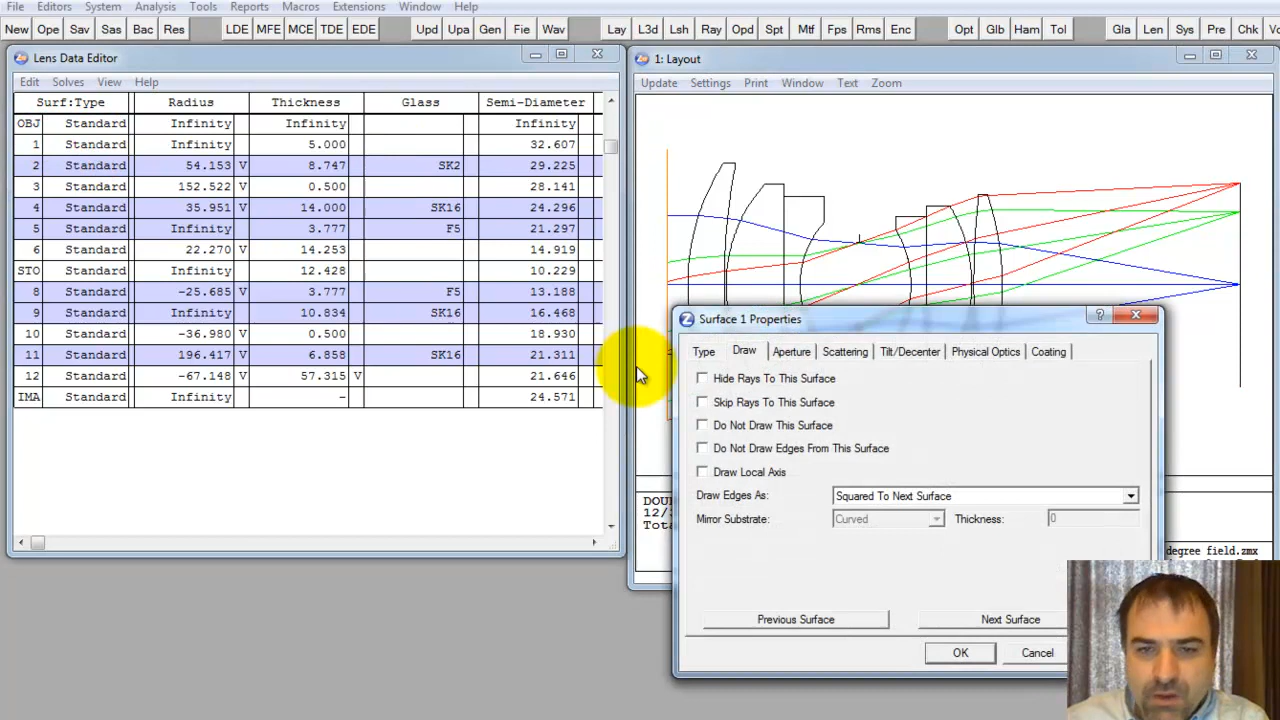 File Editors System Analysis Tools Reports Macros Extensions Window Help
New Ope Sav Sas Bac Res LDE MFE MCE TDE EDE Upd Upa Gen Fie Wav Lay L3d Lsh Ray Opd Spt Mtf Fps Rms Enc Opt Glb Ham Tol Gla Len Sys Pre Chk
Lens Data Editor
Edit Solves View Help
Surf:Type Radius Thickness Glass Semi-Diameter
OBJ Standard Infinity Infinity Infinity
1 Standard Infinity 5.000 32.607
2 Standard 54.153 V 8.747 SK2 29.225
3 Standard 152.522 V 0.500 28.141
4 Standard 35.951 V 14.000 SK16 24.296
5 Standard Infinity 3.777 F5 21.297
6 Standard 22.270 V 14.253 14.919
STO Standard Infinity 12.428 10.229
8 Standard -25.685 V 3.777 F5 13.188
9 Standard Infinity 10.834 SK16 16.468
10 Standard -36.980 V 0.500 18.930
11 Standard 196.417 V 6.858 SK16 21.311
12 Standard -67.148 V 57.315 V 21.646
IMA Standard Infinity - 24.571
1: Layout
Update Settings Print Window Text Zoom
DOU
12/
Tota
degree field.zmx
Surface 1 Properties
Type Draw Aperture Scattering Tilt/Decenter Physical Optics Coating
Hide Rays To This Surface
Skip Rays To This Surface
Do Not Draw This Surface
Do Not Draw Edges From This Surface
Draw Local Axis
Draw Edges As: Squared To Next Surface
Mirror Substrate: Curved Thickness: 0
Previous Surface Next Surface
OK Cancel